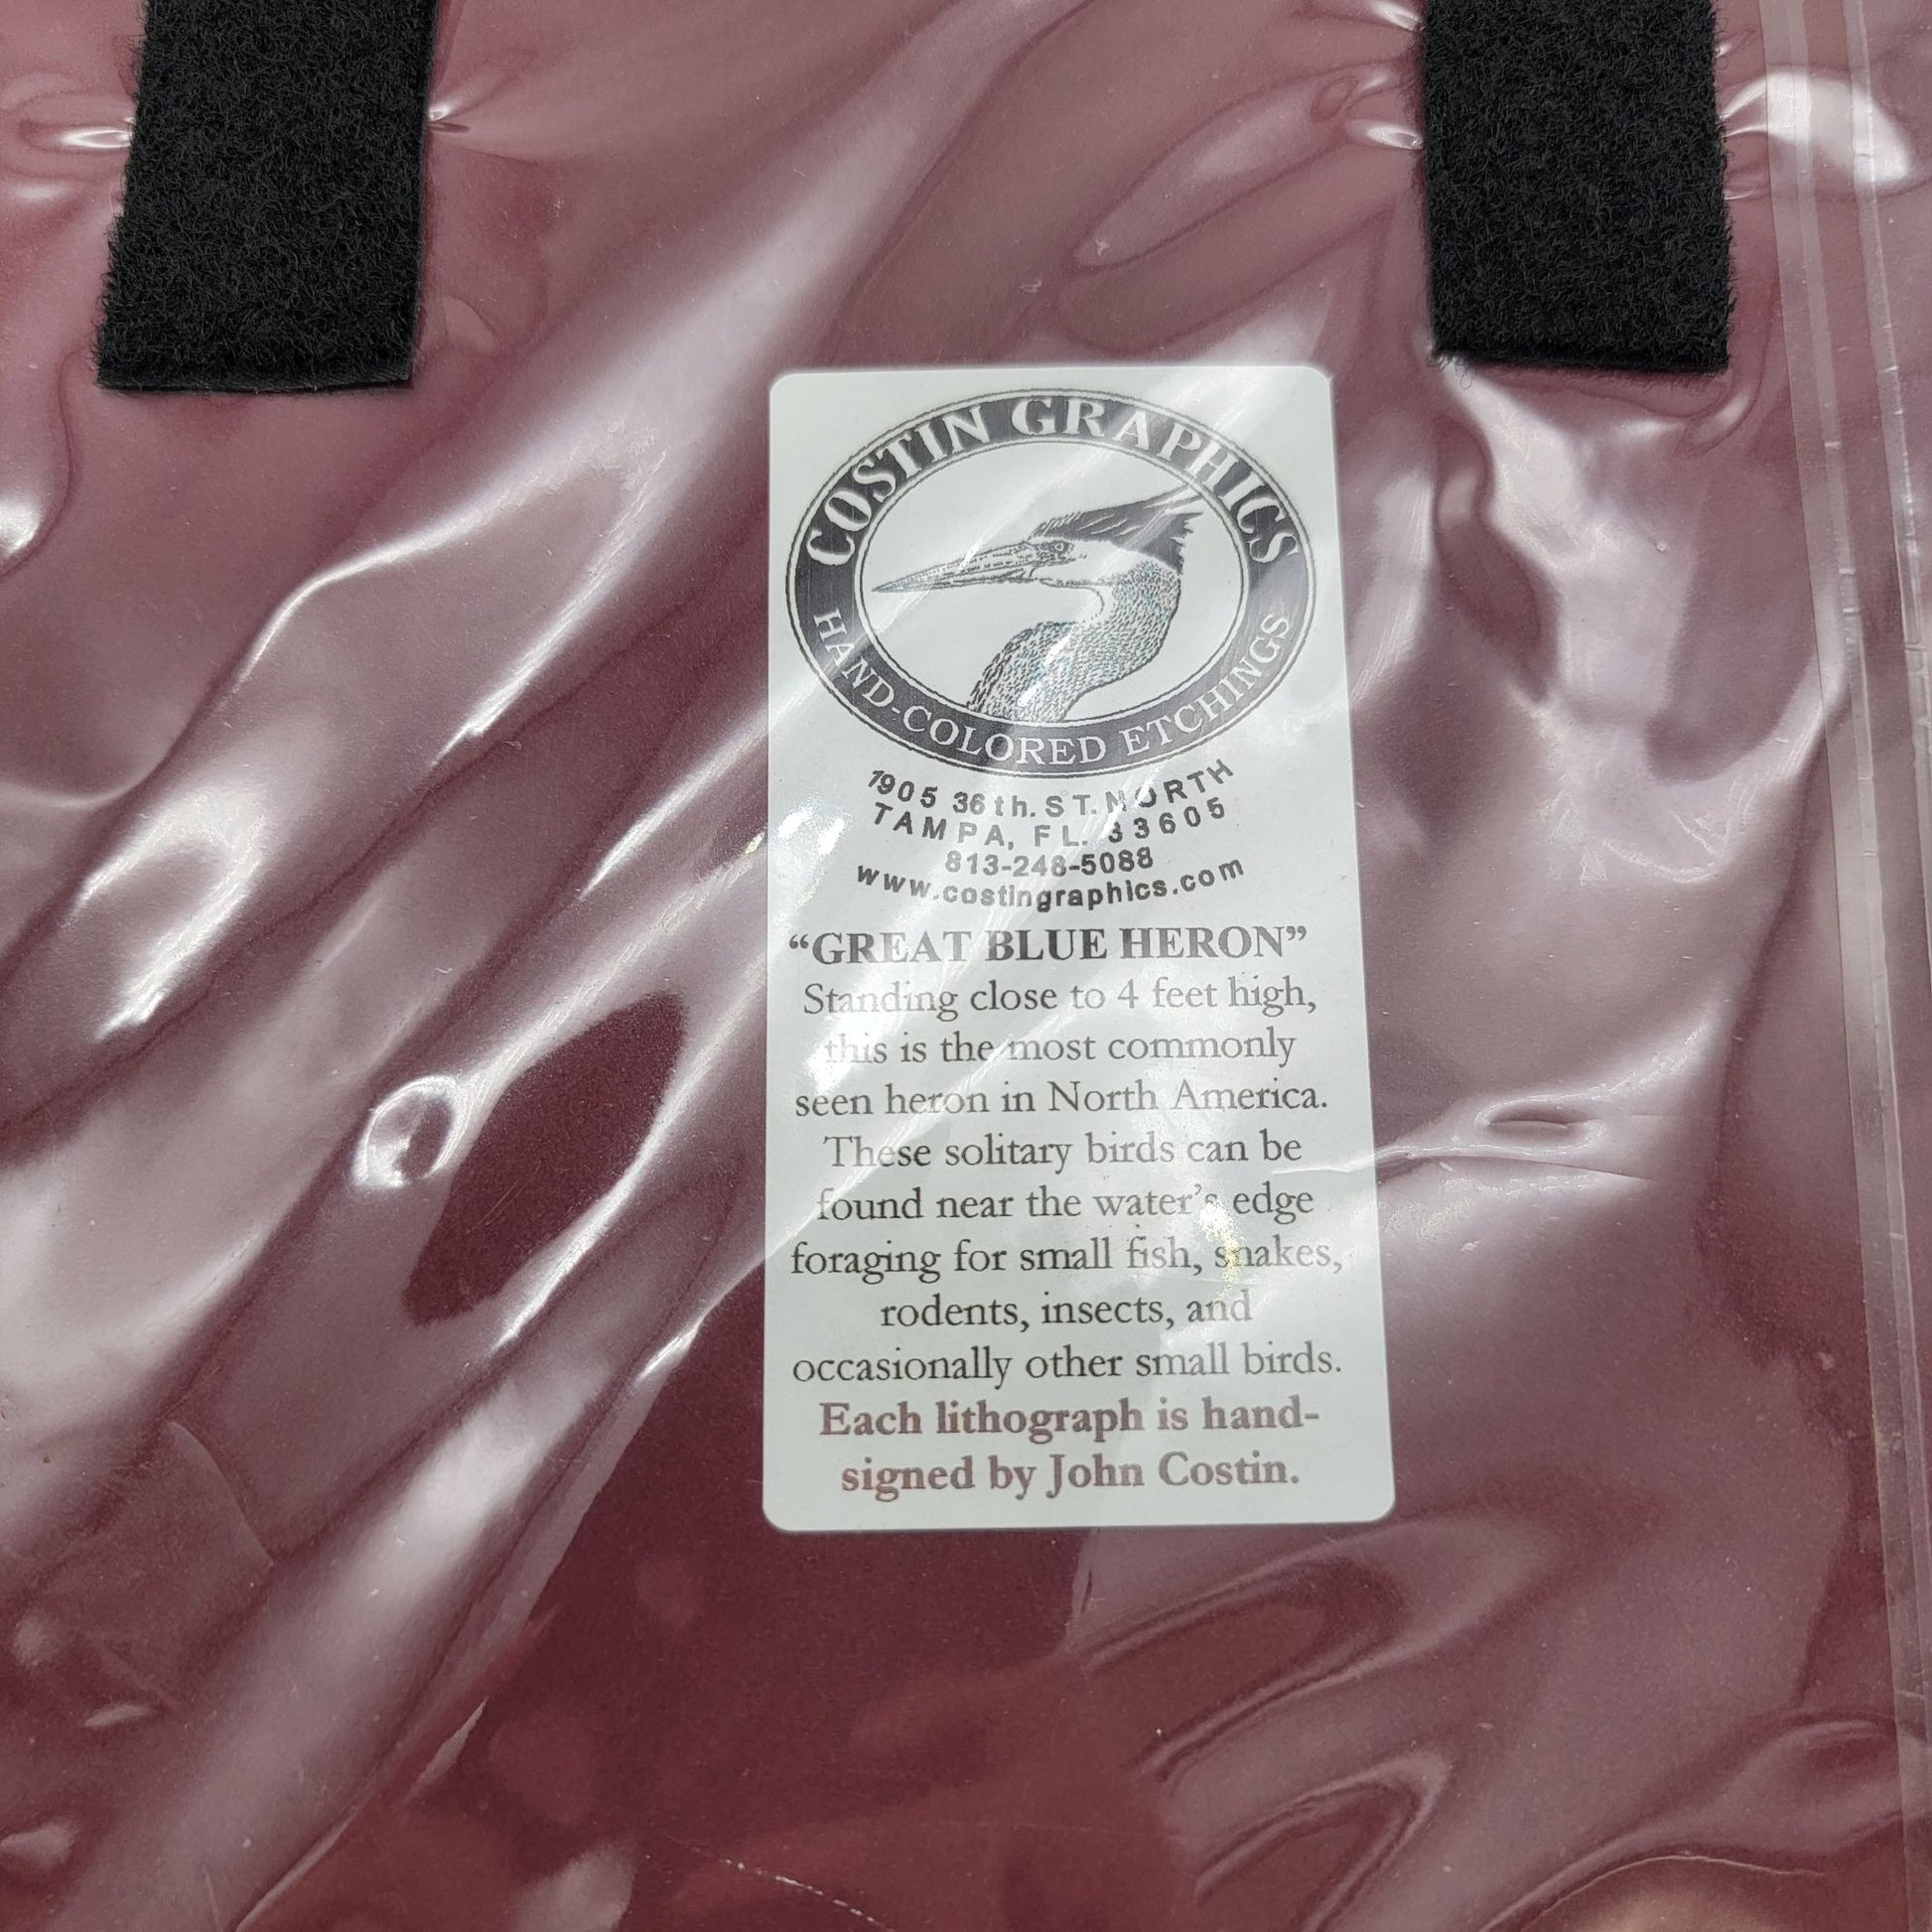 COSTIN GRAPHICS
HAND-COLORED ETCHINGS
1905 36th. ST. NORTH
TAMPA, FL. 33605
813-248-5088
www.costingraphics.com
“GREAT BLUE HERON”
Standing close to 4 feet high,
this is the most commonly
seen heron in North America.
These solitary birds can be
found near the water’s edge
foraging for small fish, snakes,
rodents, insects, and
occasionally other small birds.
Each lithograph is hand-
signed by John Costin.